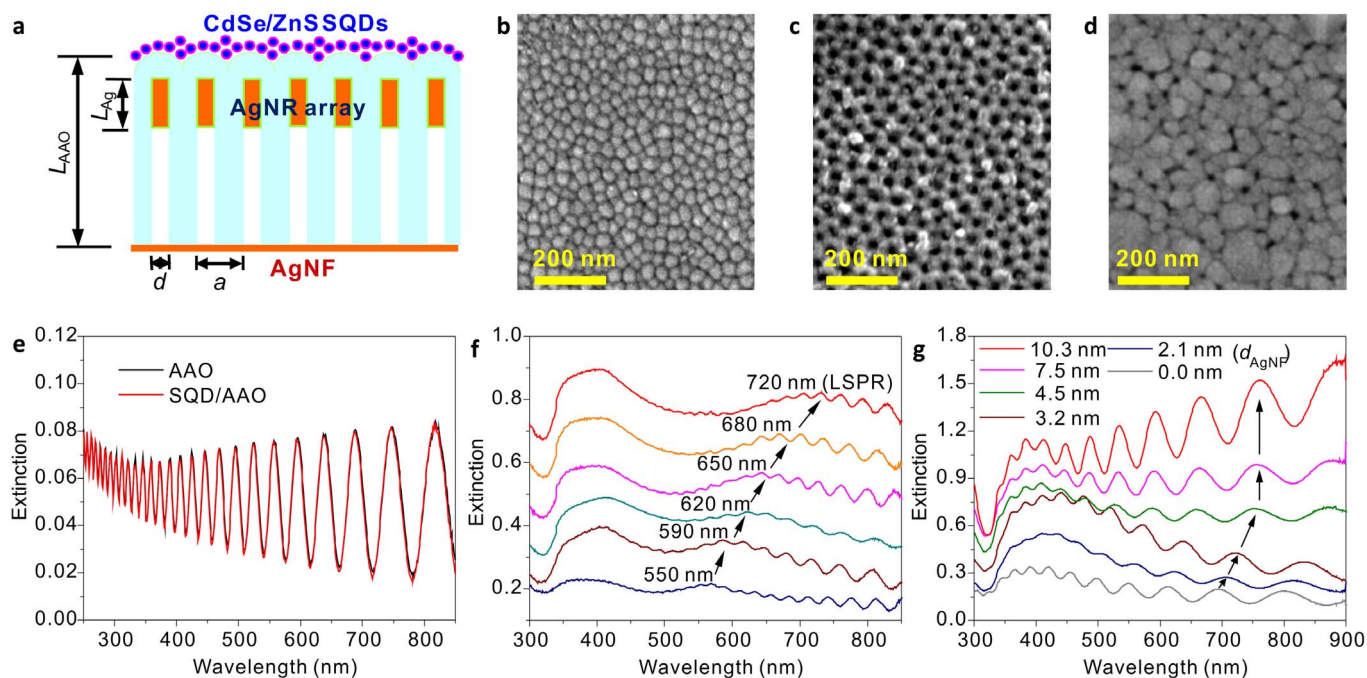 a
CdSe/ZnS SQDs
L_AAO
L_Ag
AgNR array
AgNF
d
a
b
200 nm
c
200 nm
d
200 nm
e
0.12
0.10
0.08
0.06
0.04
0.02
0.00
Extinction
AAO
SQD/AAO
300 400 500 600 700 800
Wavelength (nm)
f
1.0
0.8
0.6
0.4
0.2
Extinction
720 nm (LSPR)
680 nm
650 nm
620 nm
590 nm
550 nm
300 400 500 600 700 800
Wavelength (nm)
g
1.8
1.5
1.2
0.9
0.6
0.3
0.0
Extinction
10.3 nm 2.1 nm (d_AgNF)
7.5 nm 0.0 nm
4.5 nm
3.2 nm
300 400 500 600 700 800 900
Wavelength (nm)